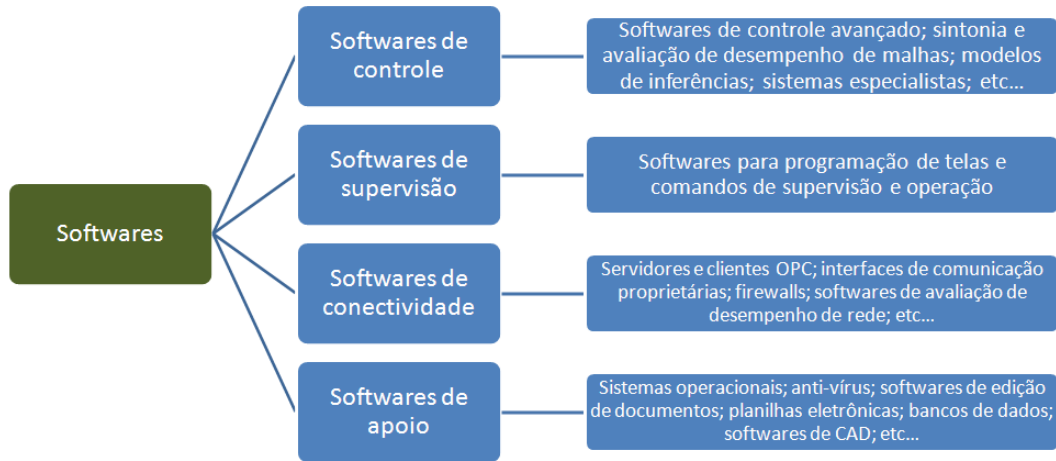 Softwares
Softwares de
controle
Softwares de controle avançado; sintonia e
avaliação de desempenho de malhas; modelos
de inferências; sistemas especialistas; etc...
Softwares de
supervisão
Softwares para programação de telas e
comandos de supervisão e operação
Softwares de
conectividade
Servidores e clientes OPC; interfaces de comunicação
proprietárias; firewalls; softwares de avaliação de
desempenho de rede; etc...
Softwares de
apoio
Sistemas operacionais; anti-vírus; softwares de edição
de documentos; planilhas eletrônicas; bancos de dados;
softwares de CAD; etc...